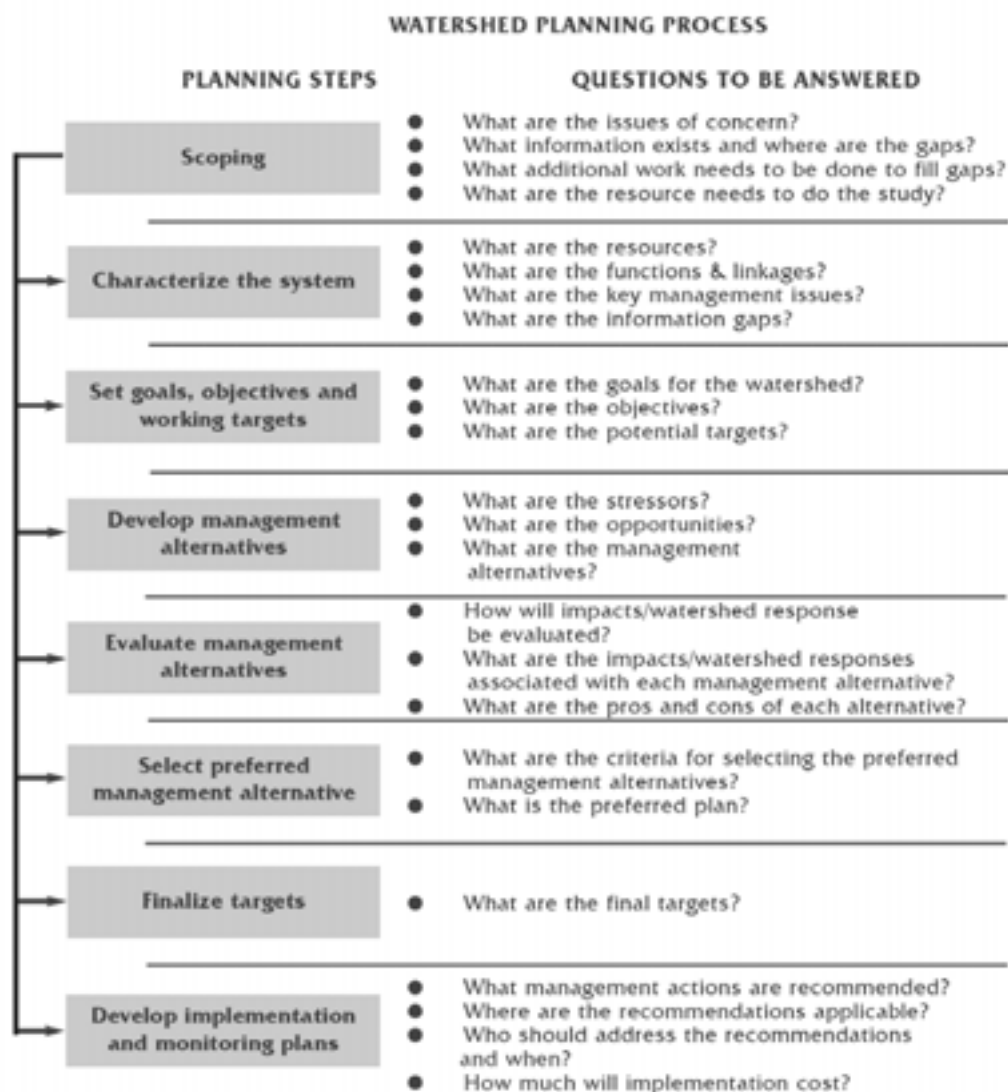 WATERSHED PLANNING PROCESS
PLANNING STEPS
QUESTIONS TO BE ANSWERED
Scoping
● What are the issues of concern?
● What information exists and where are the gaps?
● What additional work needs to be done to fill gaps?
● What are the resource needs to do the study?
Characterize the system
● What are the resources?
● What are the functions & linkages?
● What are the key management issues?
● What are the information gaps?
Set goals, objectives and
working targets
● What are the goals for the watershed?
● What are the objectives?
● What are the potential targets?
Develop management
alternatives
● What are the stressors?
● What are the opportunities?
● What are the management
alternatives?
Evaluate management
alternatives
● How will impacts/watershed response
be evaluated?
● What are the impacts/watershed responses
associated with each management alternative?
● What are the pros and cons of each alternative?
Select preferred
management alternative
● What are the criteria for selecting the preferred
management alternatives?
● What is the preferred plan?
Finalize targets
● What are the final targets?
Develop implementation
and monitoring plans
● What management actions are recommended?
● Where are the recommendations applicable?
● Who should address the recommendations
and when?
● How much will implementation cost?